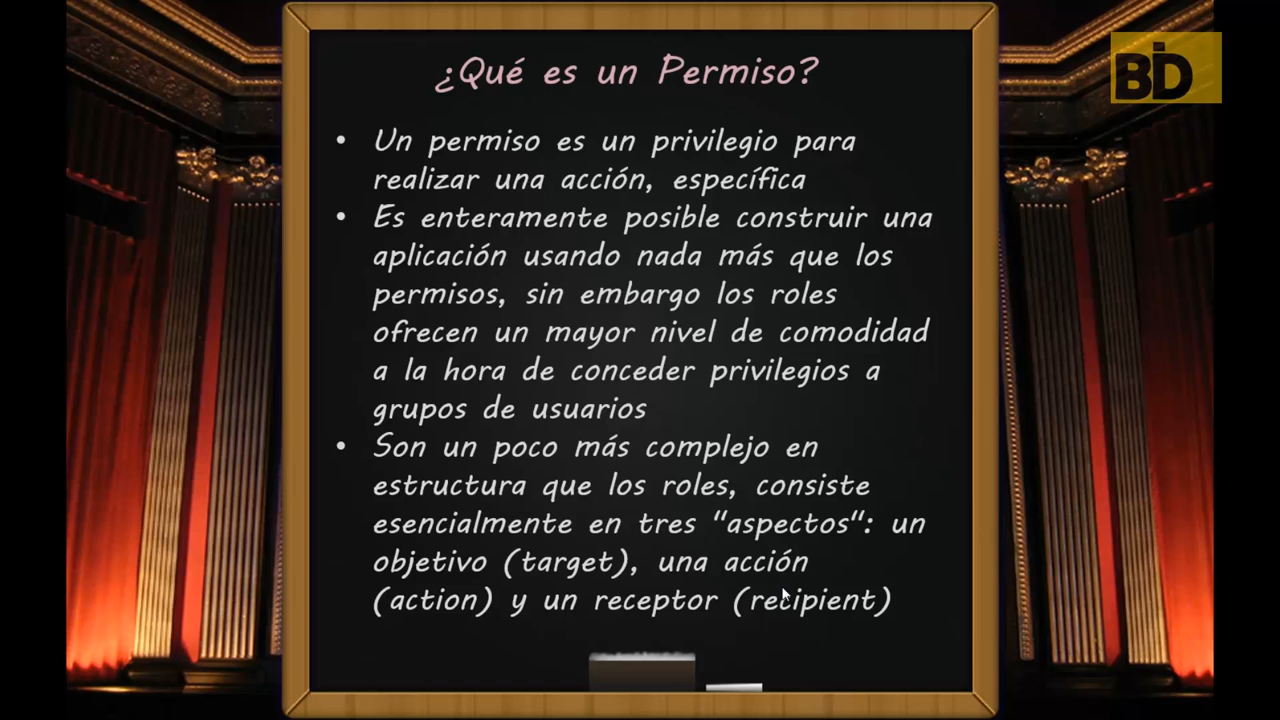 ¿Qué es un Permiso?
BID
• Un permiso es un privilegio para
realizar una acción, específica
• Es enteramente posible construir una
aplicación usando nada más que los
permisos, sin embargo los roles
ofrecen un mayor nivel de comodidad
a la hora de conceder privilegios a
grupos de usuarios
• Son un poco más complejo en
estructura que los roles, consiste
esencialmente en tres "aspectos": un
objetivo (target), una acción
(action) y un receptor (recipient)